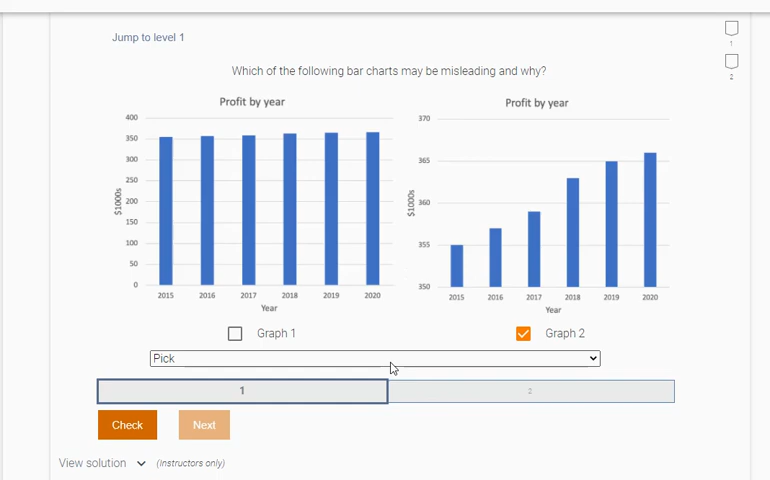 Jump to level 1
1
2
Which of the following bar charts may be misleading and why?
Profit by year
400
350
300
250
200
150
100
50
0
$1000s
2015 2016 2017 2018 2019 2020
Year
Profit by year
370
365
360
355
350
$1000s
2015 2016 2017 2018 2019 2020
Year
Graph 1
Graph 2
Pick
1
2
Check
Next
View solution
(Instructors only)